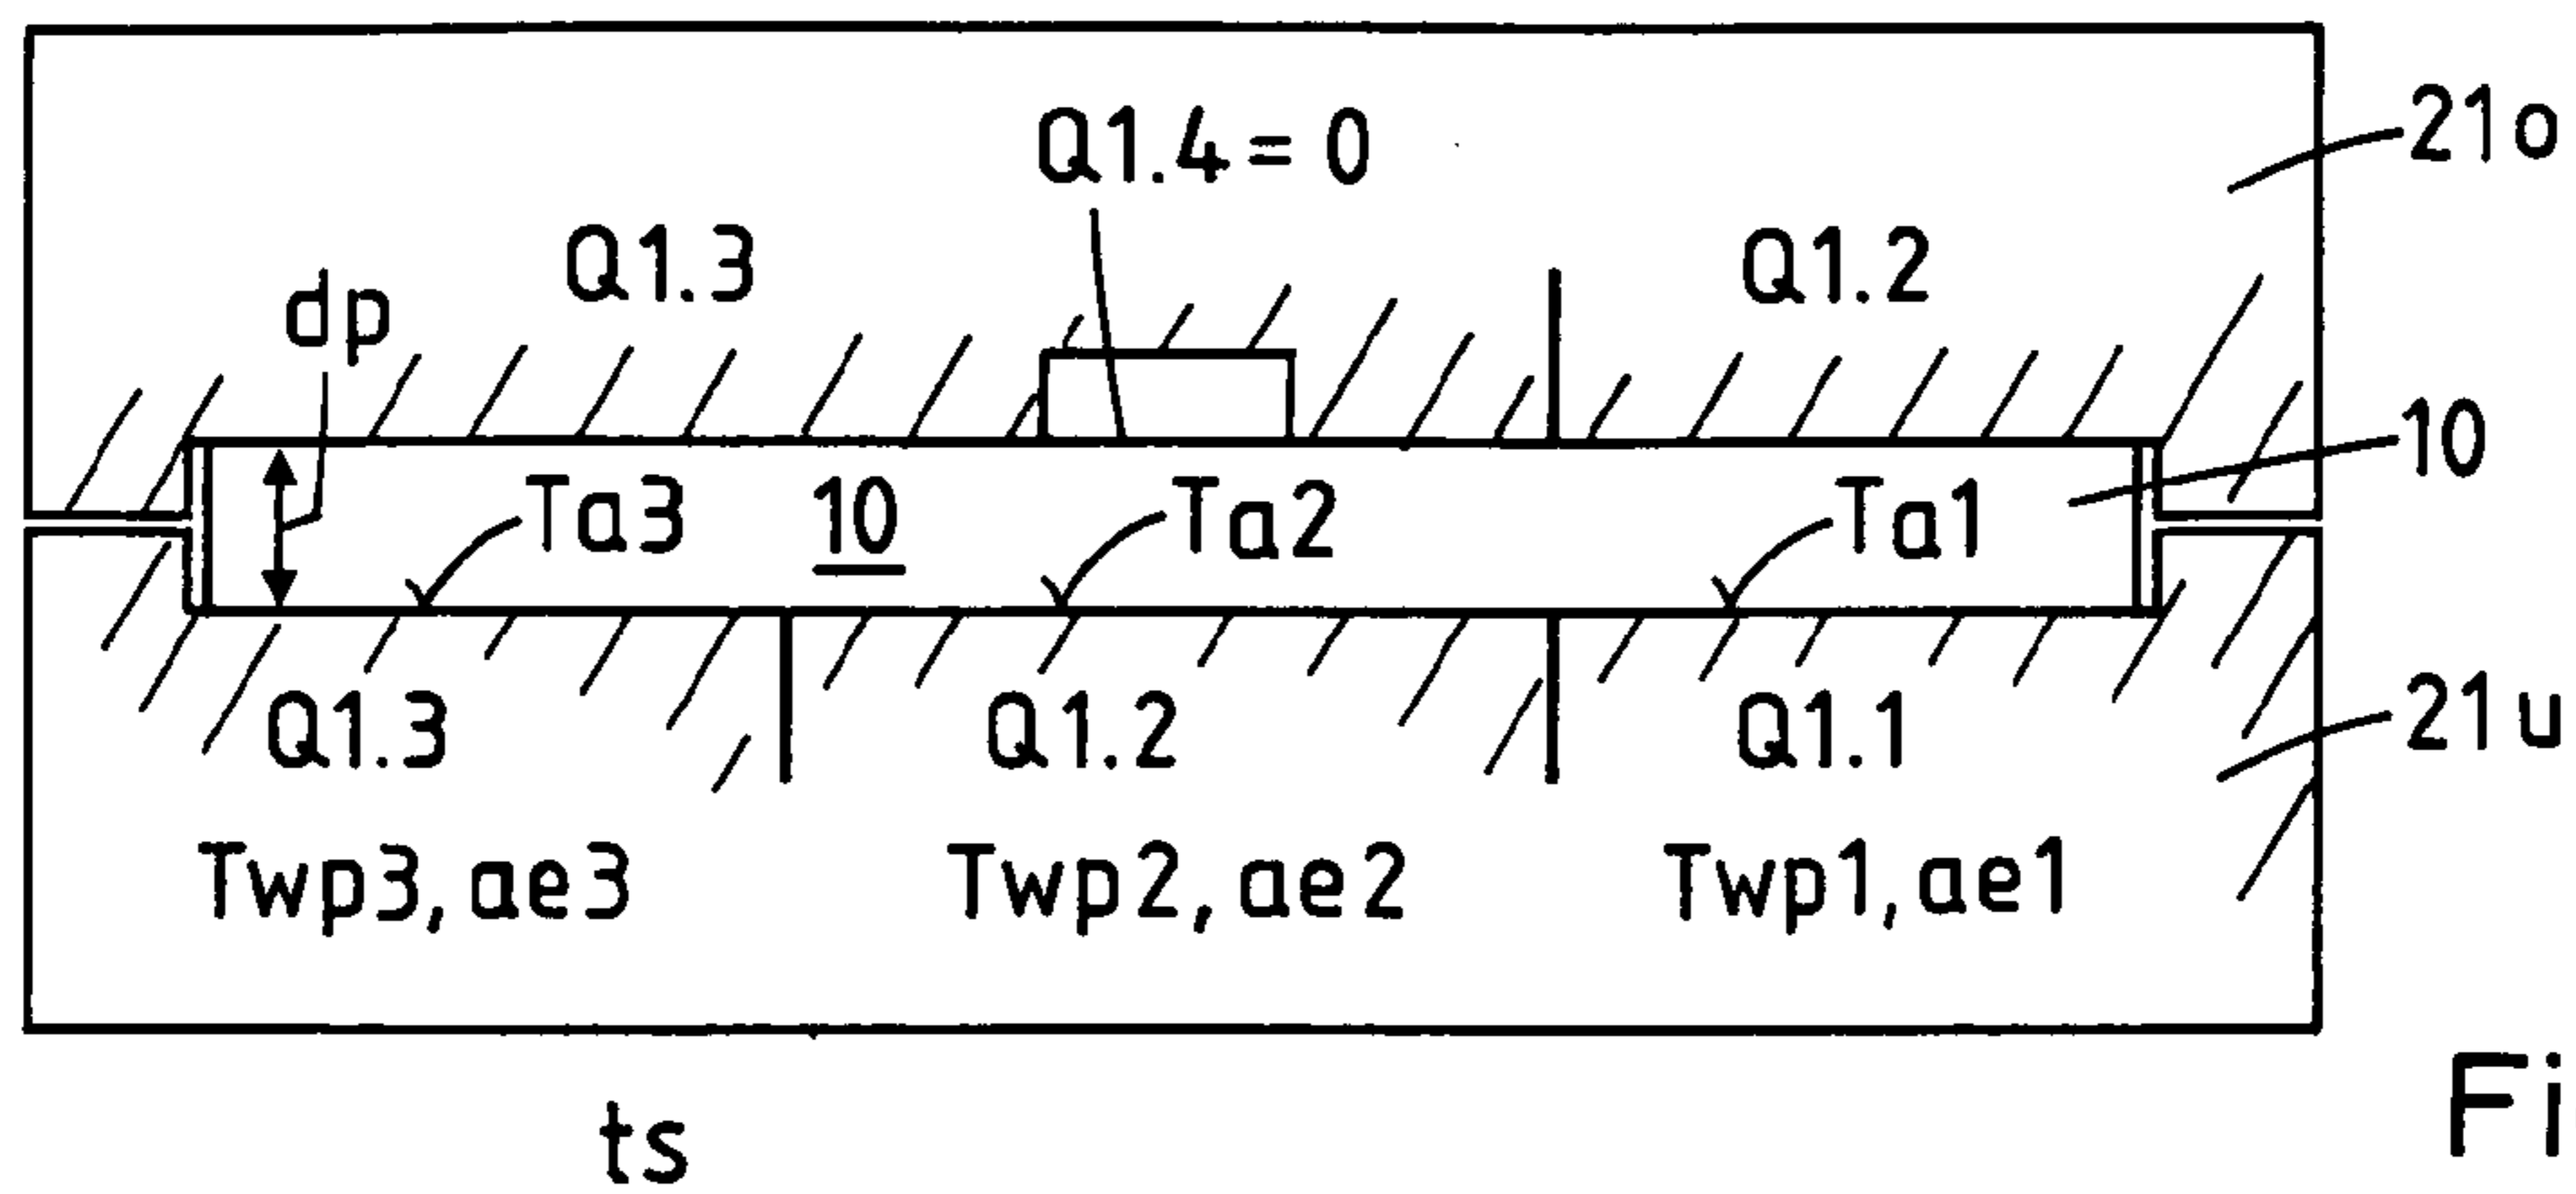 21o
Q1.4 = 0
Q1.3
Q1.2
dp
10
Ta3
10
Ta2
Ta1
21u
Q1.3
Q1.2
Q1.1
Twp3, ae3
Twp2, ae2
Twp1, ae1
ts
Fi